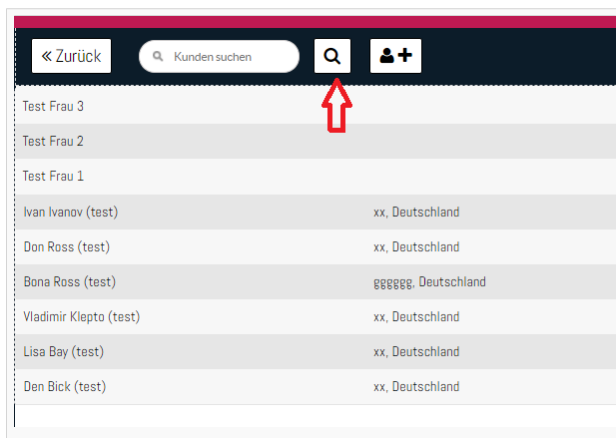 « Zurück Kunden suchen
Test Frau 3
Test Frau 2
Test Frau 1
Ivan Ivanov (test) xx, Deutschland
Don Ross (test) xx, Deutschland
Bona Ross (test) gggggg, Deutschland
Vladimir Klepto (test) xx, Deutschland
Lisa Bay (test) xx, Deutschland
Den Bick (test) xx, Deutschland